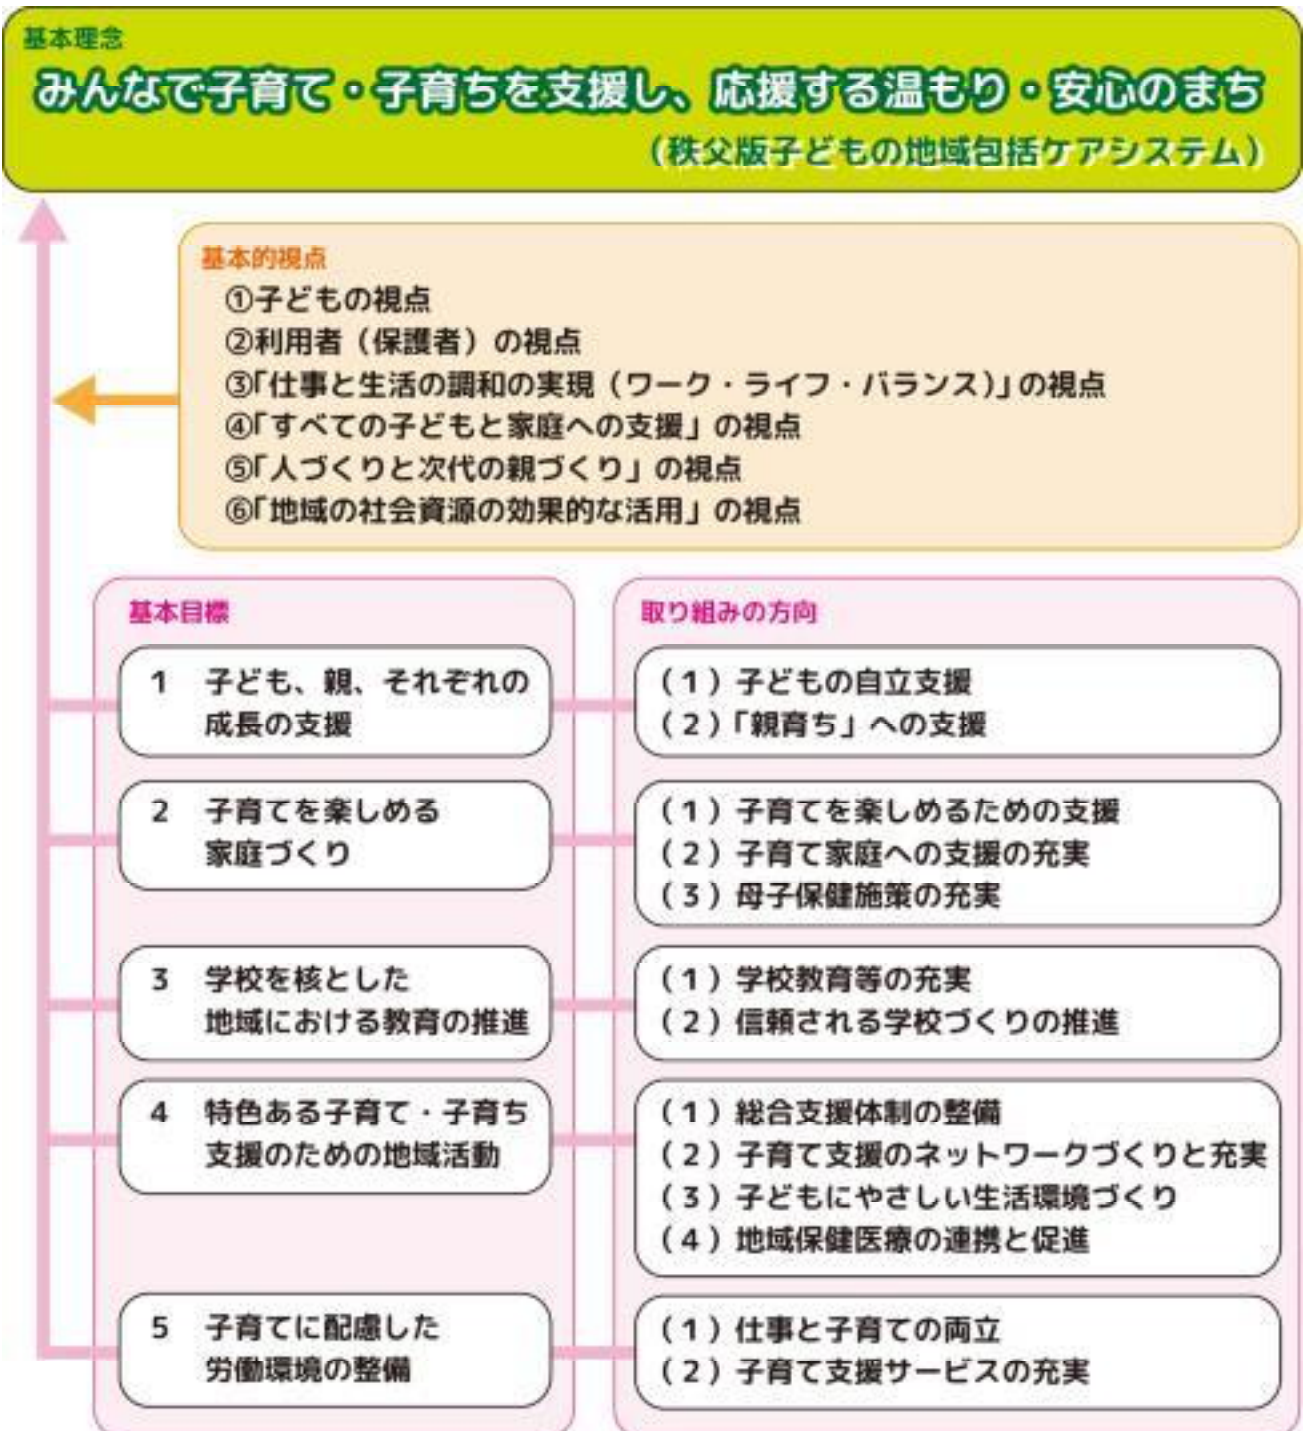 基本理念
みんなで子育て・子育ちを支援し、応援する温もり・安心のまち
（秩父版子どもの地域包括ケアシステム）
基本的視点
①子どもの視点
②利用者（保護者）の視点
③「仕事と生活の調和の実現（ワーク・ライフ・バランス）」の視点
④「すべての子どもと家庭への支援」の視点
⑤「人づくりと次代の親づくり」の視点
⑥「地域の社会資源の効果的な活用」の視点
基本目標
1 子ども、親、それぞれの
成長の支援
2 子育てを楽しめる
家庭づくり
3 学校を核とした
地域における教育の推進
4 特色ある子育て・子育ち
支援のための地域活動
5 子育てに配慮した
労働環境の整備
取り組みの方向
（1）子どもの自立支援
（2）「親育ち」への支援
（1）子育てを楽しめるための支援
（2）子育て家庭への支援の充実
（3）母子保健施策の充実
（1）学校教育等の充実
（2）信頼される学校づくりの推進
（1）総合支援体制の整備
（2）子育て支援のネットワークづくりと充実
（3）子どもにやさしい生活環境づくり
（4）地域保健医療の連携と促進
（1）仕事と子育ての両立
（2）子育て支援サービスの充実